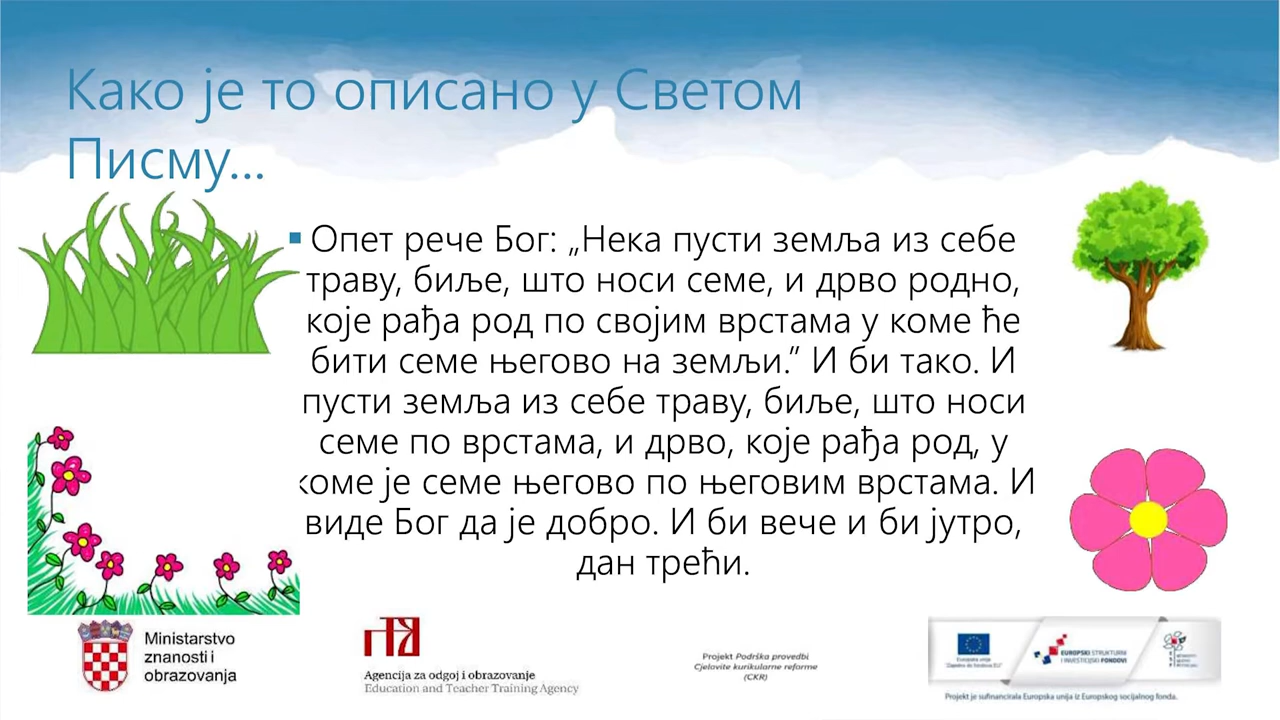 Како је то описано у Светом
Писму...
▪ Опет рече Бог: „Нека пусти земља из себе
траву, биље, што носи семе, и дрво родно,
које рађа род по својим врстама у коме ће
бити семе његово на земљи.” И би тако. И
пусти земља из себе траву, биље, што носи
семе по врстама, и дрво, које рађа род, у
коме је семе његово по његовим врстама. И
виде Бог да је добро. И би вече и би јутро,
дан трећи.
Ministarstvo
znanosti i
obrazovanja
Agencija za odgoj i obrazovanje
Education and Teacher Training Agency
Projekt Podrška provedbi
Cjelovite kurikularne reforme
(CKR)
Europska unija
EUROPSKI STRUKTURNI
I INVESTICIJSKI FONDOVI
Projekt je sufinancirala Europska unija iz Europskog socijalnog fonda.